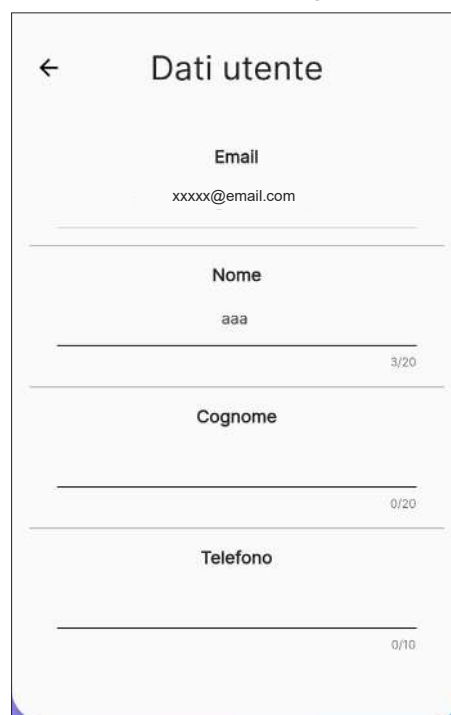 Dati utente
Email
xxxxx@email.com
Nome
aaa
3/20
Cognome
0/20
Telefono
0/10